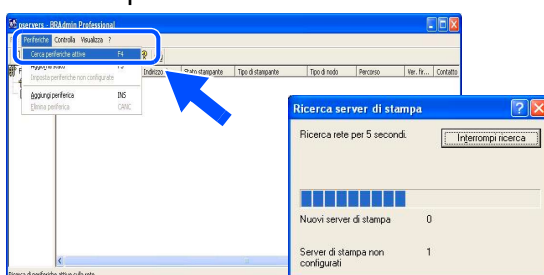 pservers - BRAdmin Professional
Periferiche Controlla Visualizza ?
Cerca periferiche attive F4
Aggiorna stato F5
Imposta periferiche non configurate
Aggiungi periferica INS
Elimina periferica CANC
Indirizzo Stato stampante Tipo di stampante Tipo di nodo Percorso Ver. fir... Contatto
Ricerca server di stampa
Ricerca rete per 5 secondi.
Interrompi ricerca
Nuovi server di stampa 0
Server di stampa non configurati 1
Ricerca di periferiche attive sulla rete